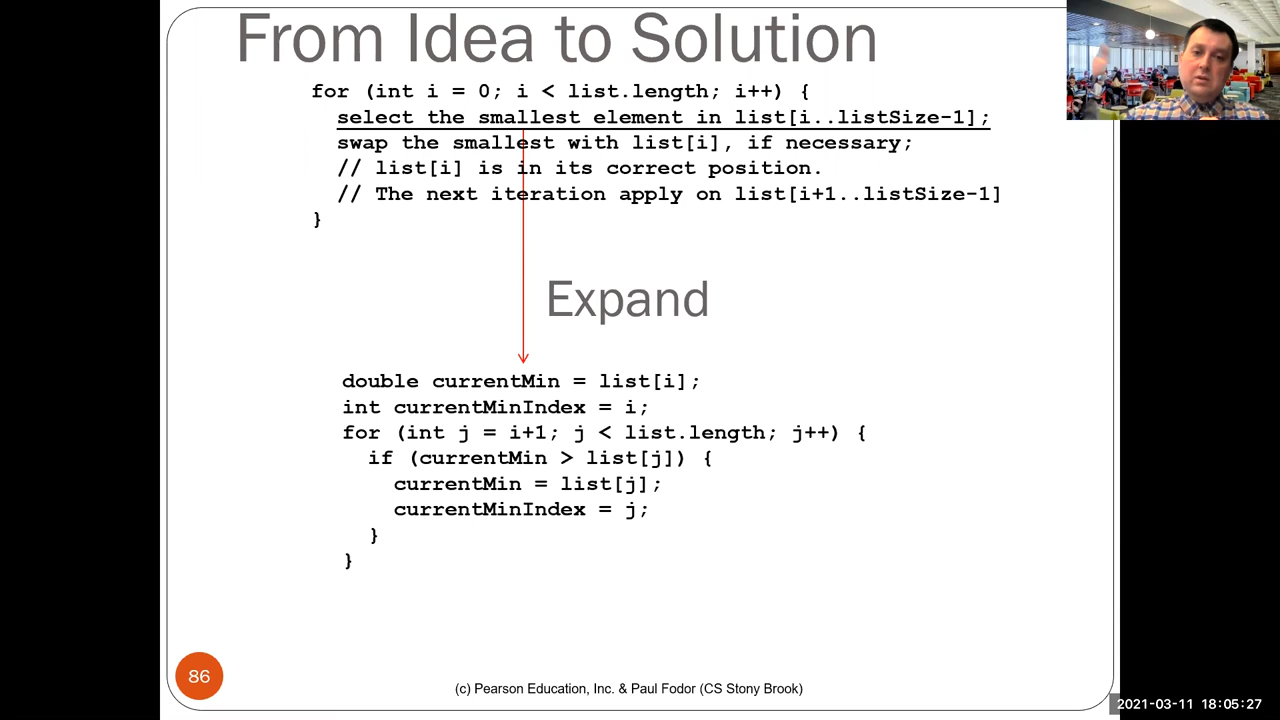 From Idea to Solution
for (int i = 0; i < list.length; i++) {
select the smallest element in list[i..listSize-1];
swap the smallest with list[i], if necessary;
// list[i] is in its correct position.
// The next iteration apply on list[i+1..listSize-1]
}
Expand
double currentMin = list[i];
int currentMinIndex = i;
for (int j = i+1; j < list.length; j++) {
if (currentMin > list[j]) {
currentMin = list[j];
currentMinIndex = j;
}
}
86
(c) Pearson Education, Inc. & Paul Fodor (CS Stony Brook)
2021-03-11 18:05:27